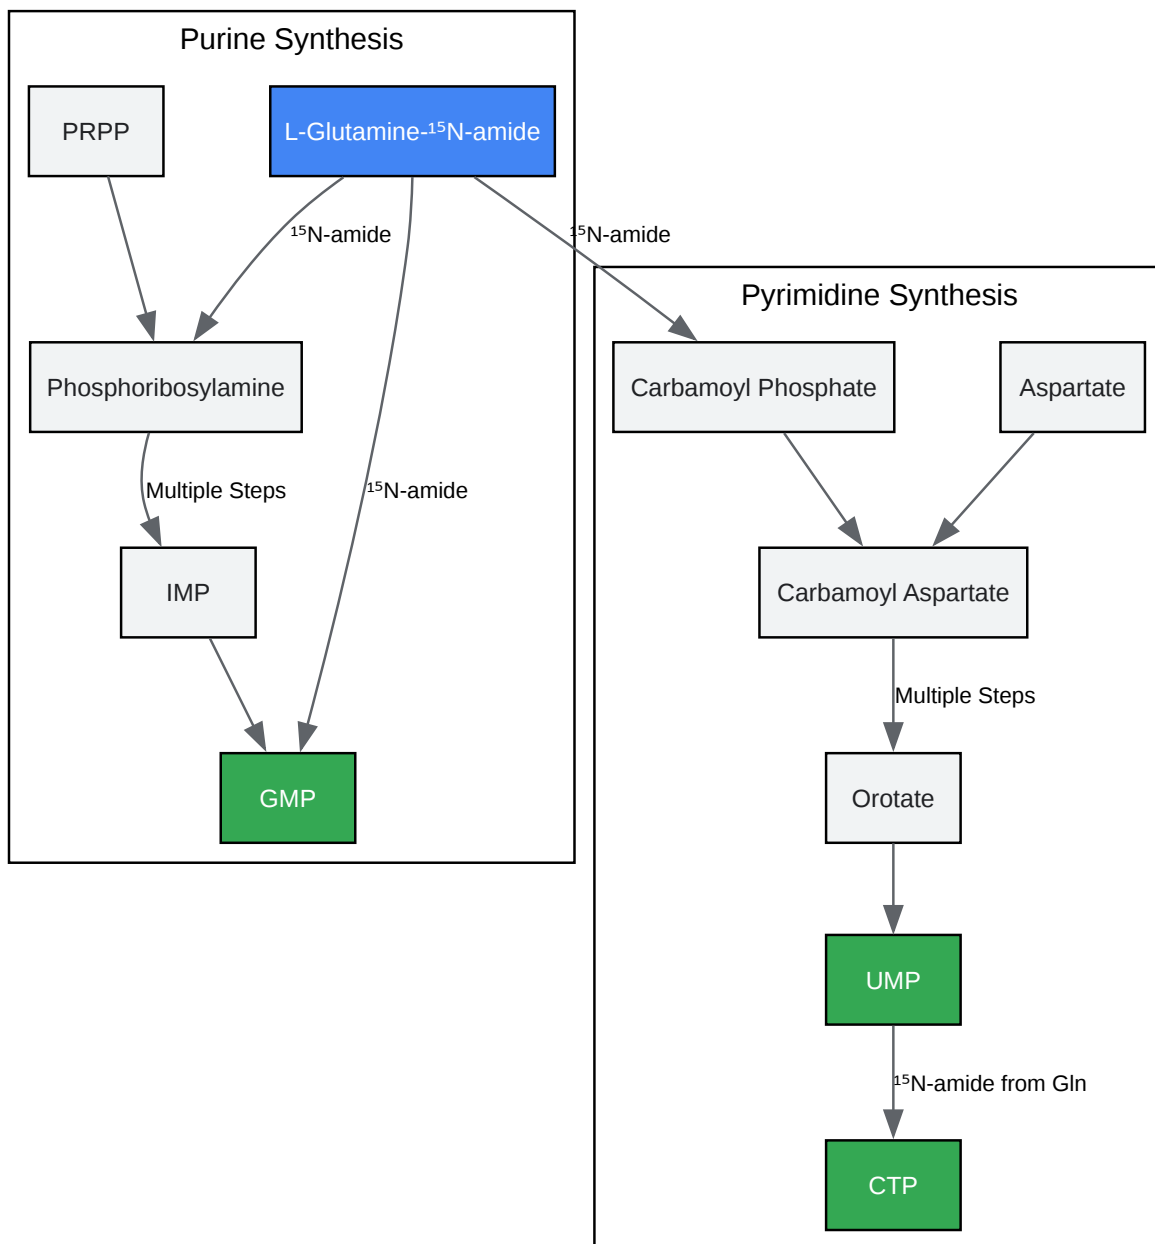 Purine Synthesis
PRPP
L-Glutamine-¹⁵N-amide
¹⁵N-amide
¹⁵N-amide
Pyrimidine Synthesis
Phosphoribosylamine
Carbamoyl Phosphate
Aspartate
Multiple Steps
¹⁵N-amide
IMP
Carbamoyl Aspartate
Multiple Steps
GMP
Orotate
UMP
¹⁵N-amide from Gln
CTP